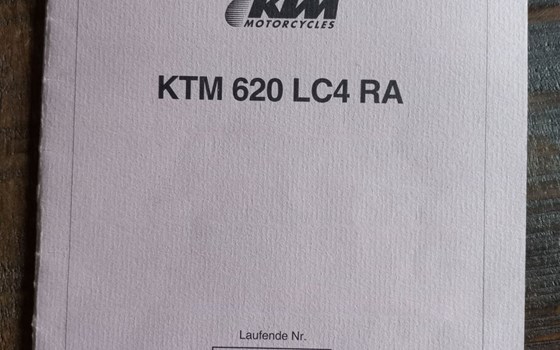 KTM
MOTORCYCLES
KTM 620 LC4 RA
Laufende Nr.